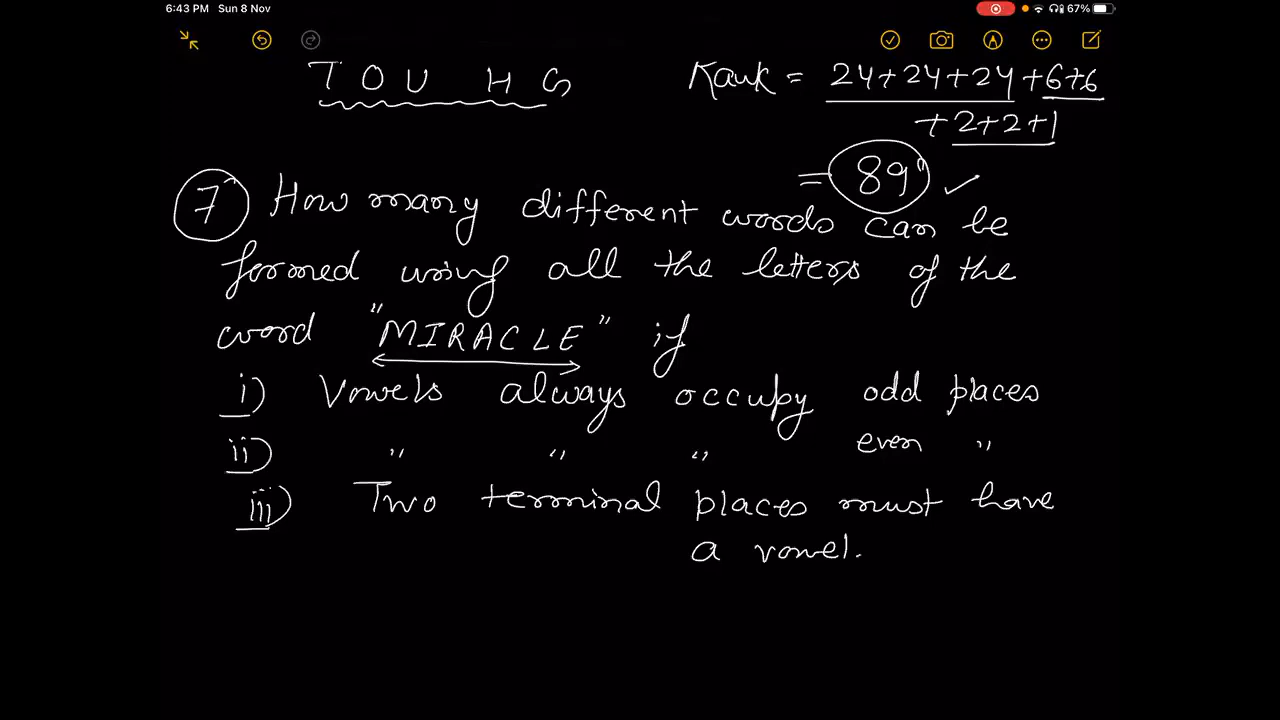 6:43 PM Sun 8 Nov
67%
T O U H G
Rank = 24+24+24+6+6
+2+2+1
= 89 ✓
7 How many different words can be
formed using all the letters of the
word "MIRACLE" if
i) Vowels always occupy odd places
ii) " " " even "
iii) Two terminal places must have
a vowel.